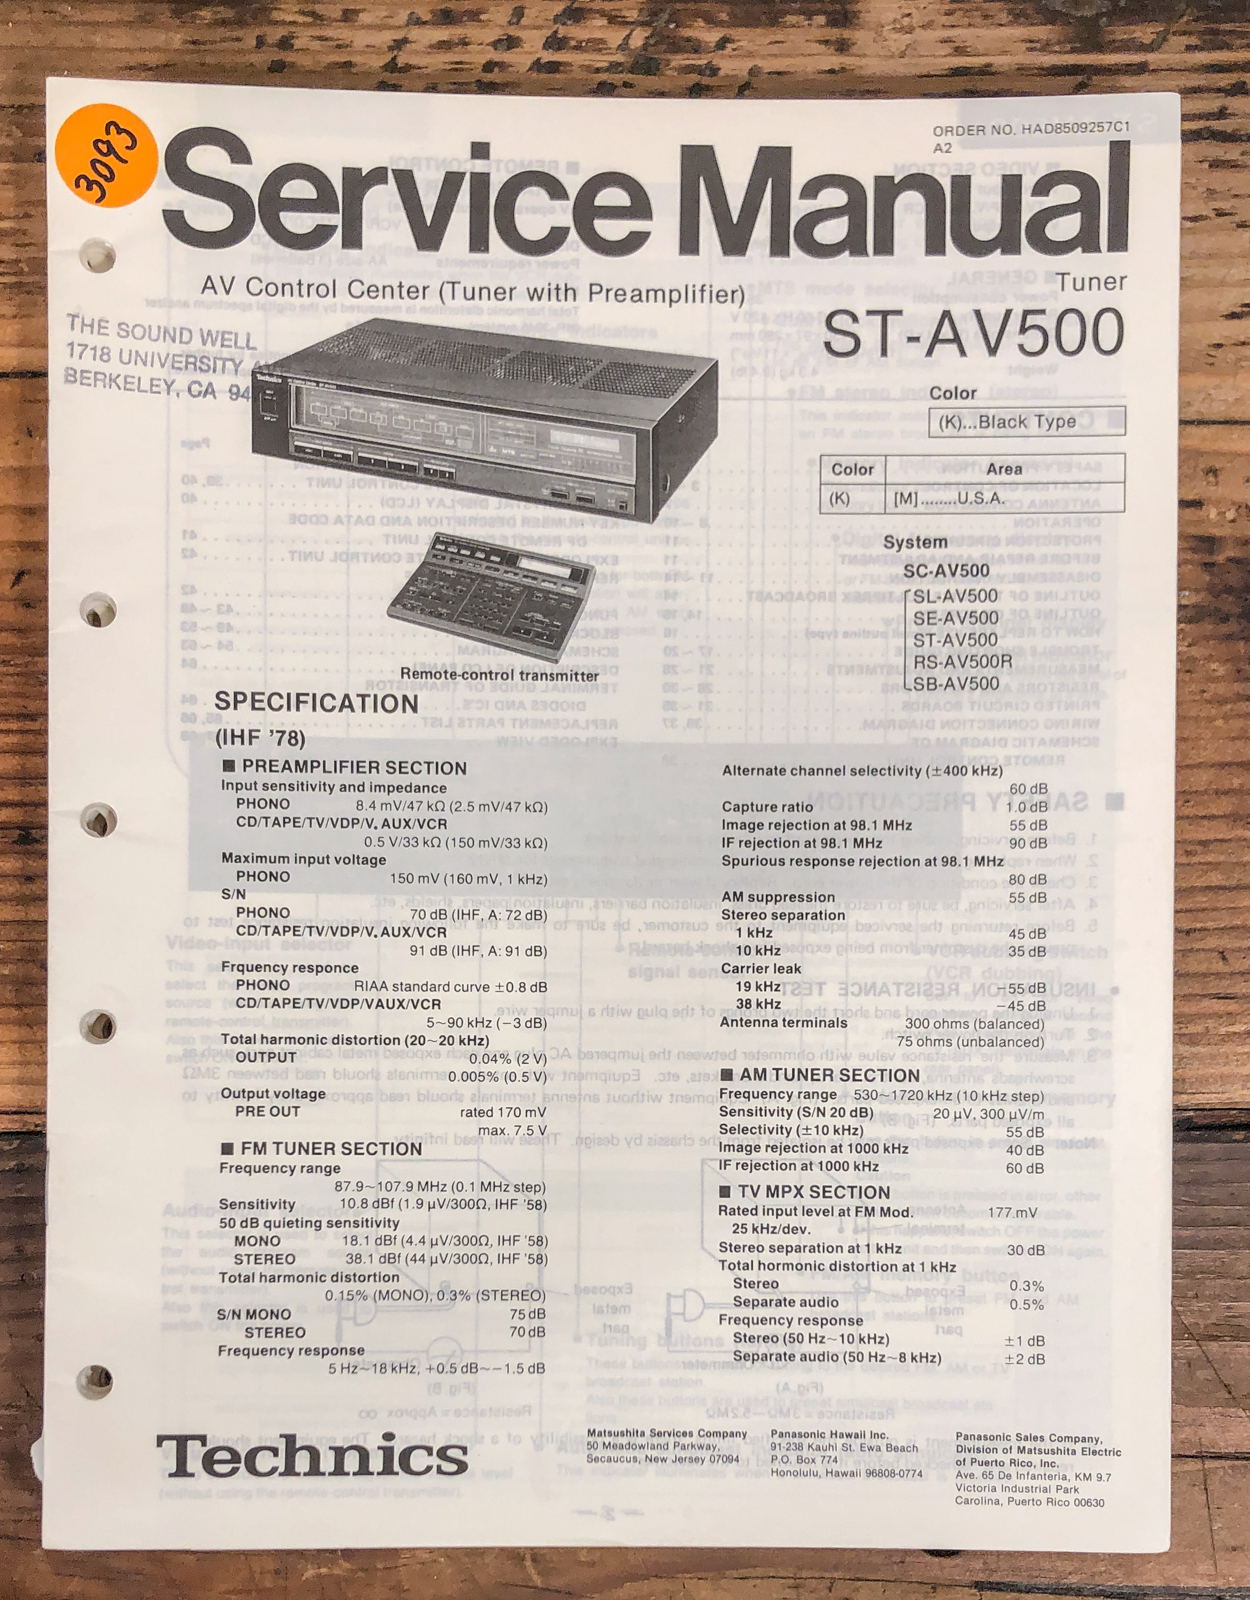 3093
ORDER NO. HAD8509257C1
A2
Service Manual
AV Control Center (Tuner with Preamplifier)
Tuner
ST-AV500
THE SOUND WELL
1718 UNIVERSITY
BERKELEY, CA 94
Technics
Color
(K)...Black Type
Color Area
(K) [M]........U.S.A.
System
SC-AV500
SL-AV500
SE-AV500
ST-AV500
RS-AV500R
SB-AV500
Remote-control transmitter
SPECIFICATION
(IHF '78)
■ PREAMPLIFIER SECTION
Input sensitivity and impedance
PHONO 8.4 mV/47 kΩ (2.5 mV/47 kΩ)
CD/TAPE/TV/VDP/V. AUX/VCR
0.5 V/33 kΩ (150 mV/33 kΩ)
Maximum input voltage
PHONO 150 mV (160 mV, 1 kHz)
S/N
PHONO 70 dB (IHF, A: 72 dB)
CD/TAPE/TV/VDP/V. AUX/VCR
91 dB (IHF, A: 91 dB)
Frquency responce
PHONO RIAA standard curve ±0.8 dB
CD/TAPE/TV/VDP/VAUX/VCR
5~90 kHz (−3 dB)
Total harmonic distortion (20~20 kHz)
OUTPUT 0.04% (2 V)
0.005% (0.5 V)
Output voltage
PRE OUT rated 170 mV
max. 7.5 V
■ FM TUNER SECTION
Frequency range
87.9~107.9 MHz (0.1 MHz step)
Sensitivity 10.8 dBf (1.9 µV/300Ω, IHF '58)
50 dB quieting sensitivity
MONO 18.1 dBf (4.4 µV/300Ω, IHF '58)
STEREO 38.1 dBf (44 µV/300Ω, IHF '58)
Total harmonic distortion
0.15% (MONO), 0.3% (STEREO)
S/N MONO 75 dB
STEREO 70 dB
Frequency response
5 Hz~18 kHz, +0.5 dB~−1.5 dB
Alternate channel selectivity (±400 kHz)
60 dB
Capture ratio 1.0 dB
Image rejection at 98.1 MHz 55 dB
IF rejection at 98.1 MHz 90 dB
Spurious response rejection at 98.1 MHz
80 dB
AM suppression 55 dB
Stereo separation
1 kHz 45 dB
10 kHz 35 dB
Carrier leak
19 kHz −55 dB
38 kHz −45 dB
Antenna terminals 300 ohms (balanced)
75 ohms (unbalanced)
■ AM TUNER SECTION
Frequency range 530~1720 kHz (10 kHz step)
Sensitivity (S/N 20 dB) 20 µV, 300 µV/m
Selectivity (±10 kHz) 55 dB
Image rejection at 1000 kHz 40 dB
IF rejection at 1000 kHz 60 dB
■ TV MPX SECTION
Rated input level at FM Mod. 177 mV
25 kHz/dev.
Stereo separation at 1 kHz 30 dB
Total hormonic distortion at 1 kHz
Stereo 0.3%
Separate audio 0.5%
Frequency response
Stereo (50 Hz~10 kHz) ±1 dB
Separate audio (50 Hz~8 kHz) ±2 dB
Technics
Matsushita Services Company
50 Meadowland Parkway,
Secaucus, New Jersey 07094
Panasonic Hawaii Inc.
91-238 Kauhi St. Ewa Beach
P.O. Box 774
Honolulu, Hawaii 96808-0774
Panasonic Sales Company,
Division of Matsushita Electric
of Puerto Rico, Inc.
Ave. 65 De Infanteria, KM 9.7
Victoria Industrial Park
Carolina, Puerto Rico 00630